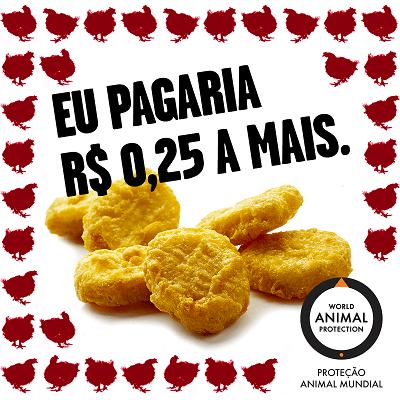 EU PAGARIA
R$ 0,25 A MAIS.
WORLD
ANIMAL
PROTECTION
PROTEÇÃO
ANIMAL MUNDIAL